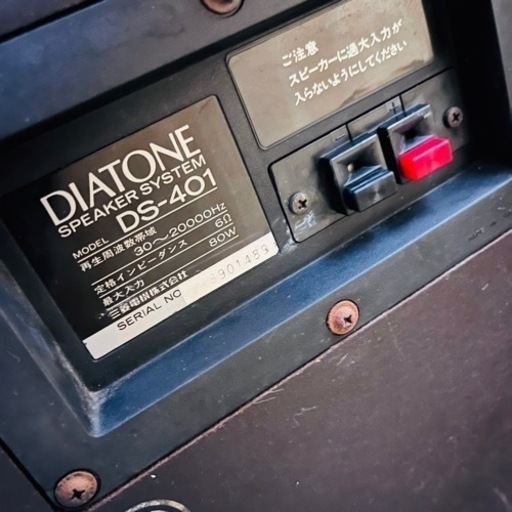 ご注意
スピーカーに過大入力が
入らないようにしてください
DIATONE
SPEAKER SYSTEM
MODEL DS-401
再生周波数帯域
30〜20000Hz
定格インピーダンス 6Ω
最大入力 80W
三菱電機株式会社
SERIAL NO 8901489